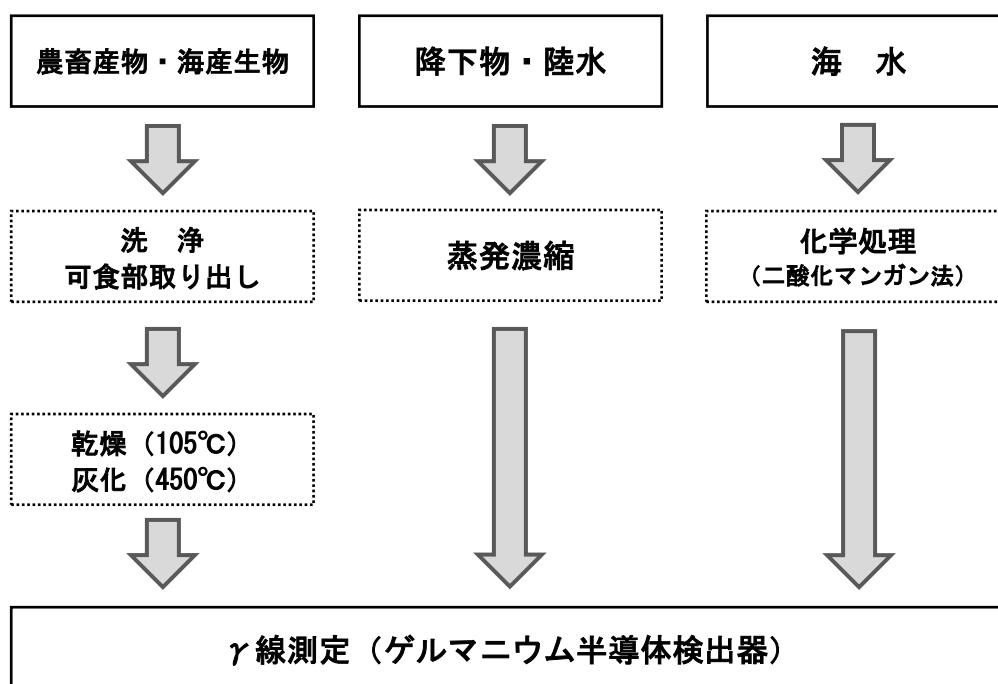 農畜産物・海産生物
降下物・陸水
海　水
洗　浄
可食部取り出し
蒸発濃縮
化学処理
（二酸化マンガン法）
乾燥（105℃）
灰化（450℃）
γ線測定（ゲルマニウム半導体検出器）